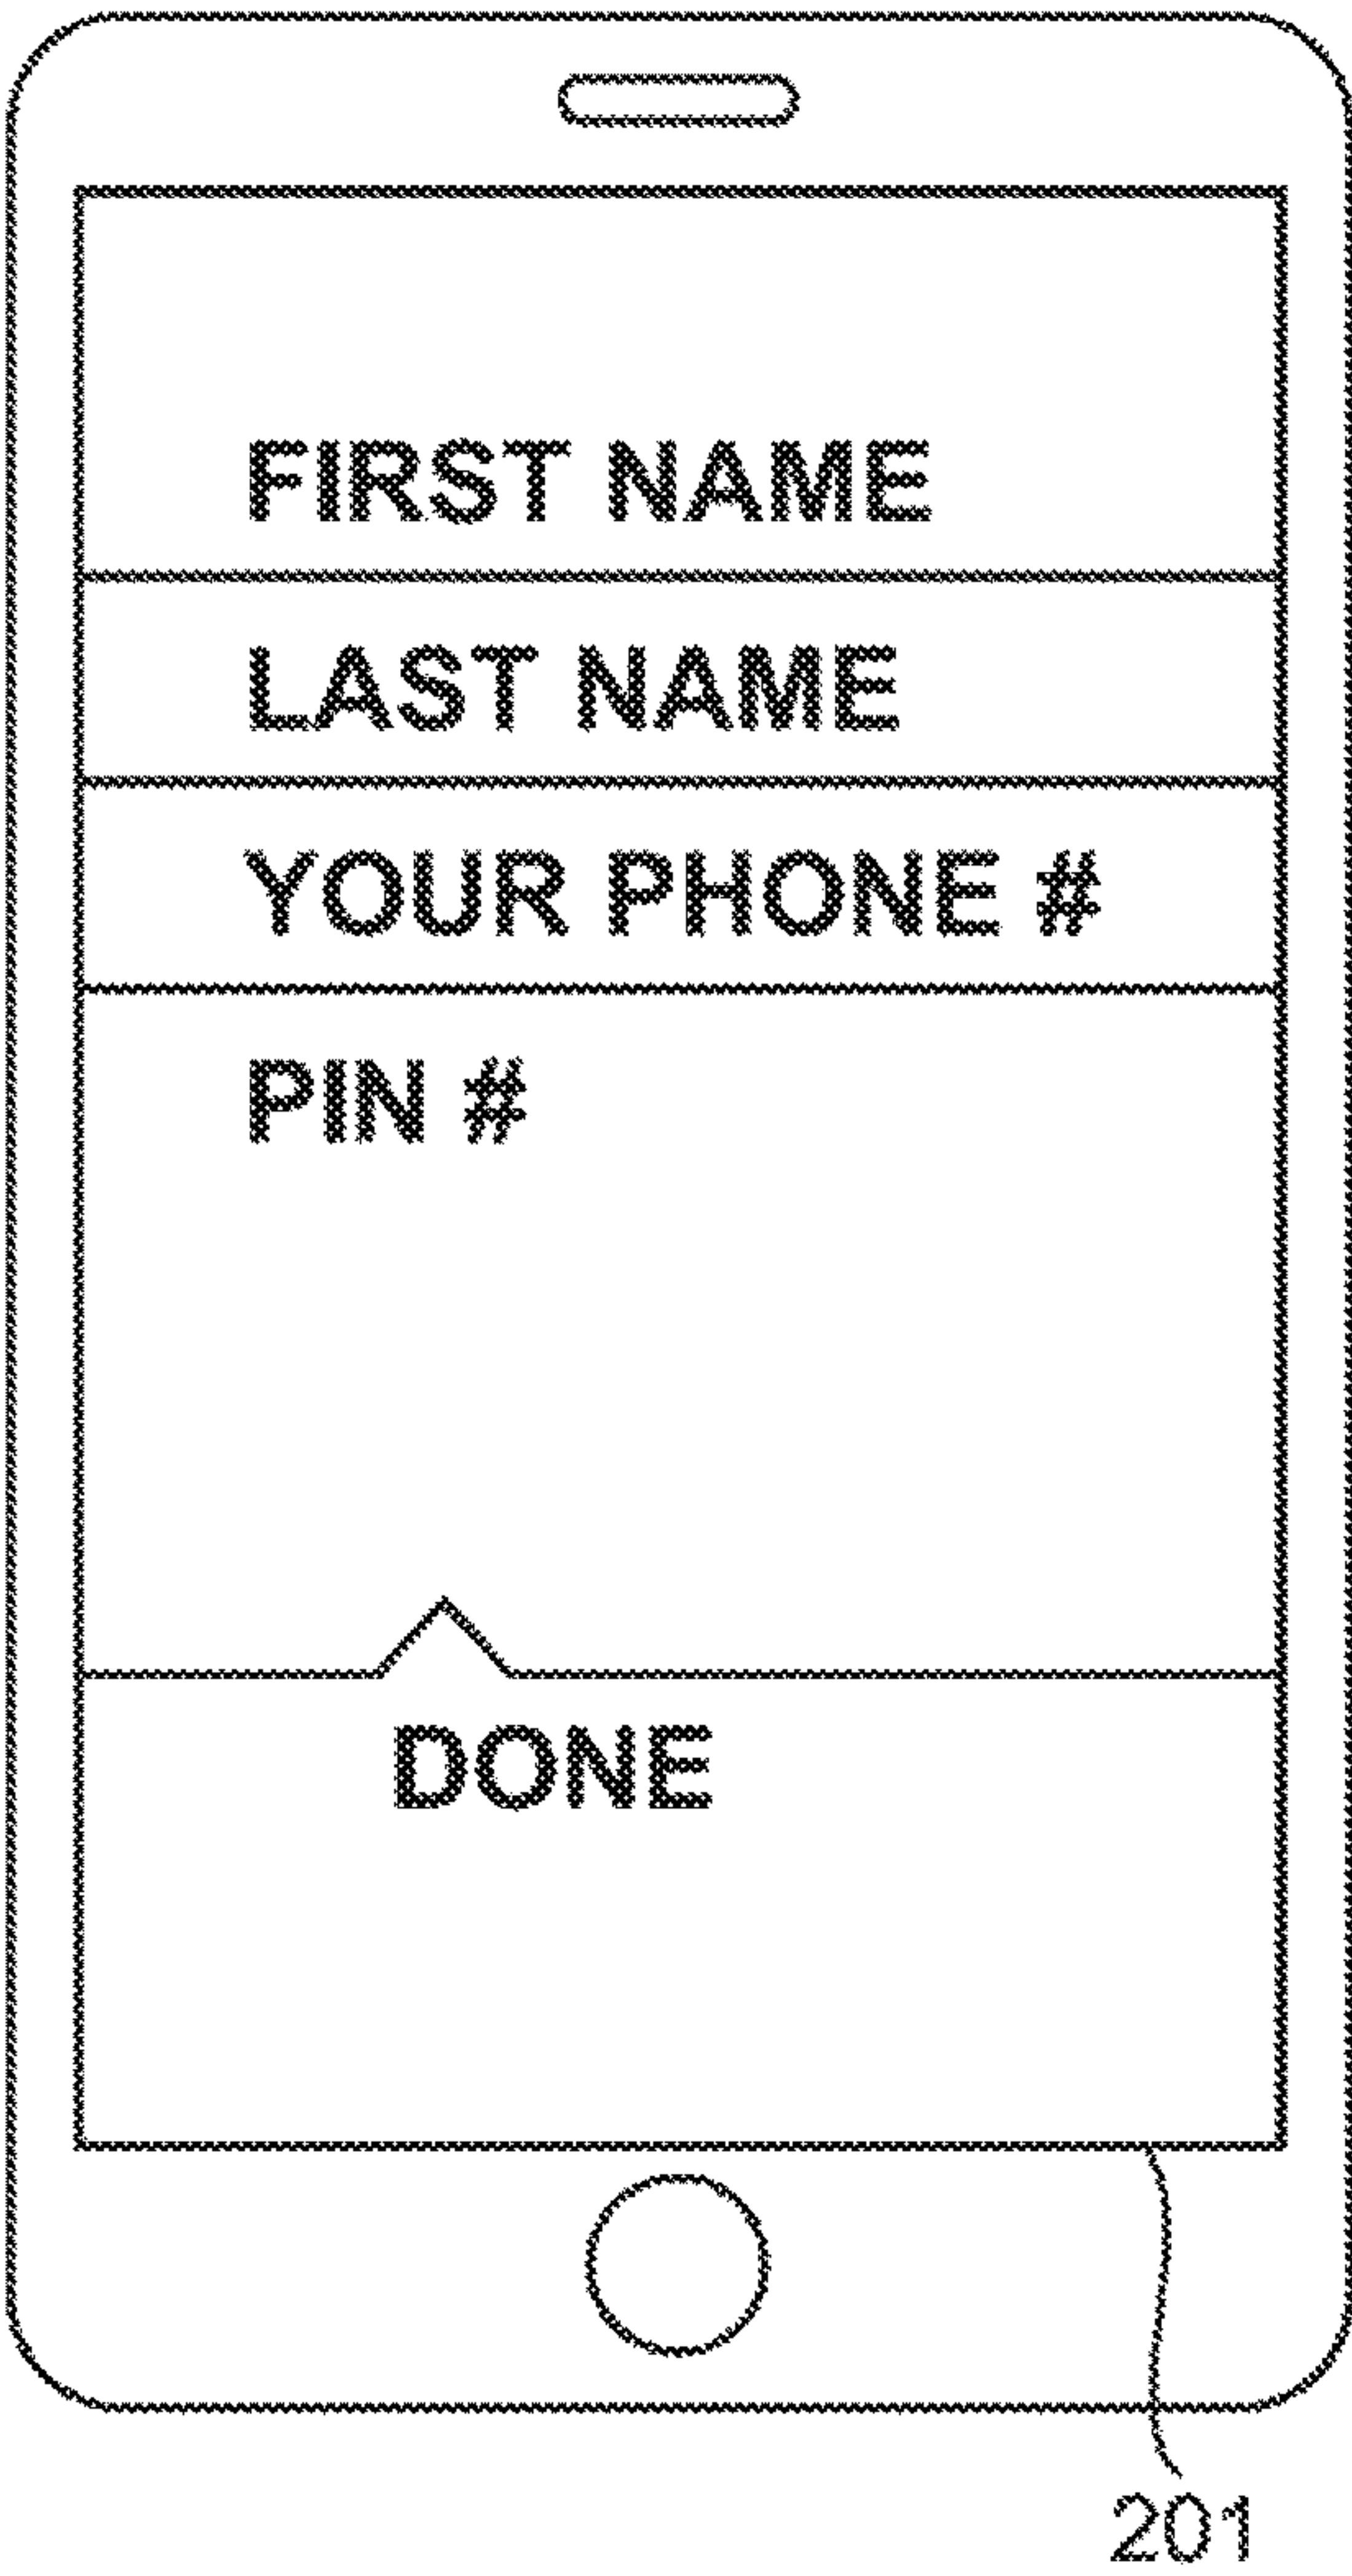 FIRST NAME
LAST NAME
YOUR PHONE #
PIN #
DONE
201